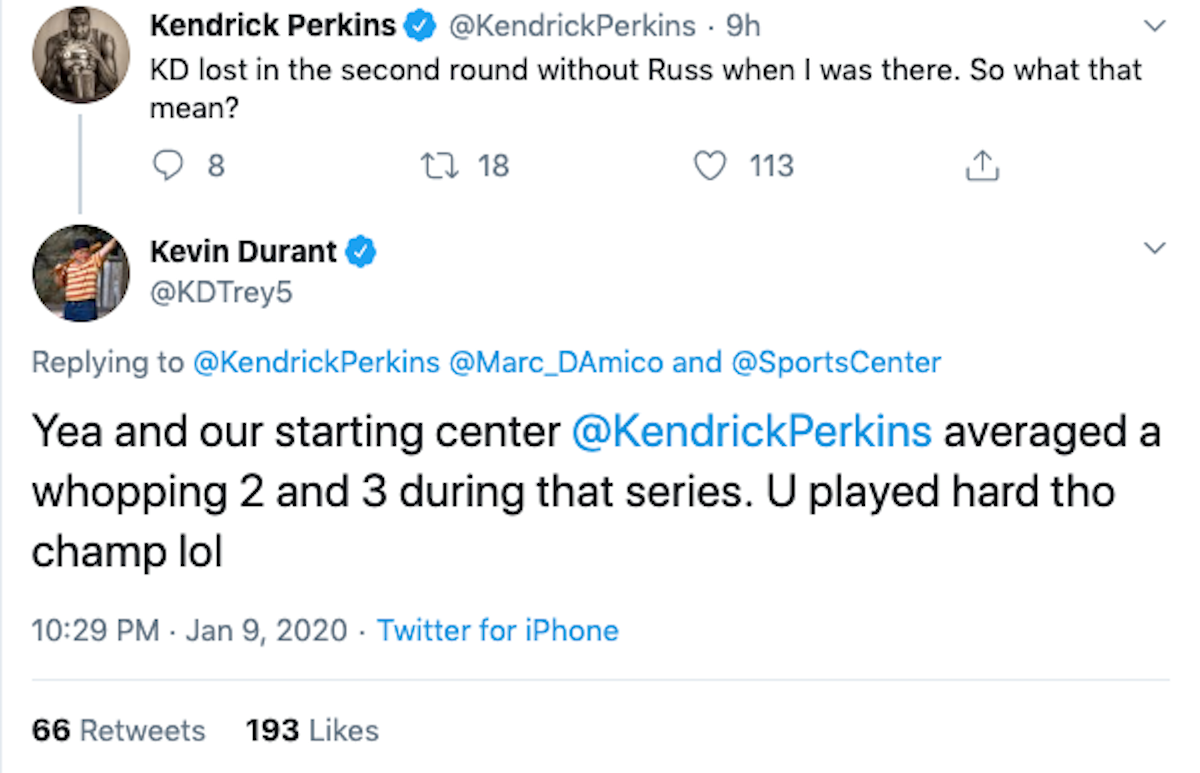 Kendrick Perkins @KendrickPerkins · 9h
KD lost in the second round without Russ when I was there. So what that
mean?
8 18 113
Kevin Durant
@KDTrey5
Replying to @KendrickPerkins @Marc_DAmico and @SportsCenter
Yea and our starting center @KendrickPerkins averaged a
whopping 2 and 3 during that series. U played hard tho
champ lol
10:29 PM · Jan 9, 2020 · Twitter for iPhone
66 Retweets 193 Likes